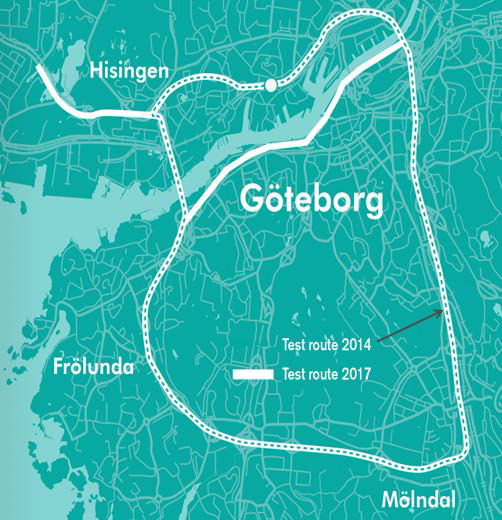 Hisingen
Göteborg
Test route 2014
Frölunda
Test route 2017
Mölndal